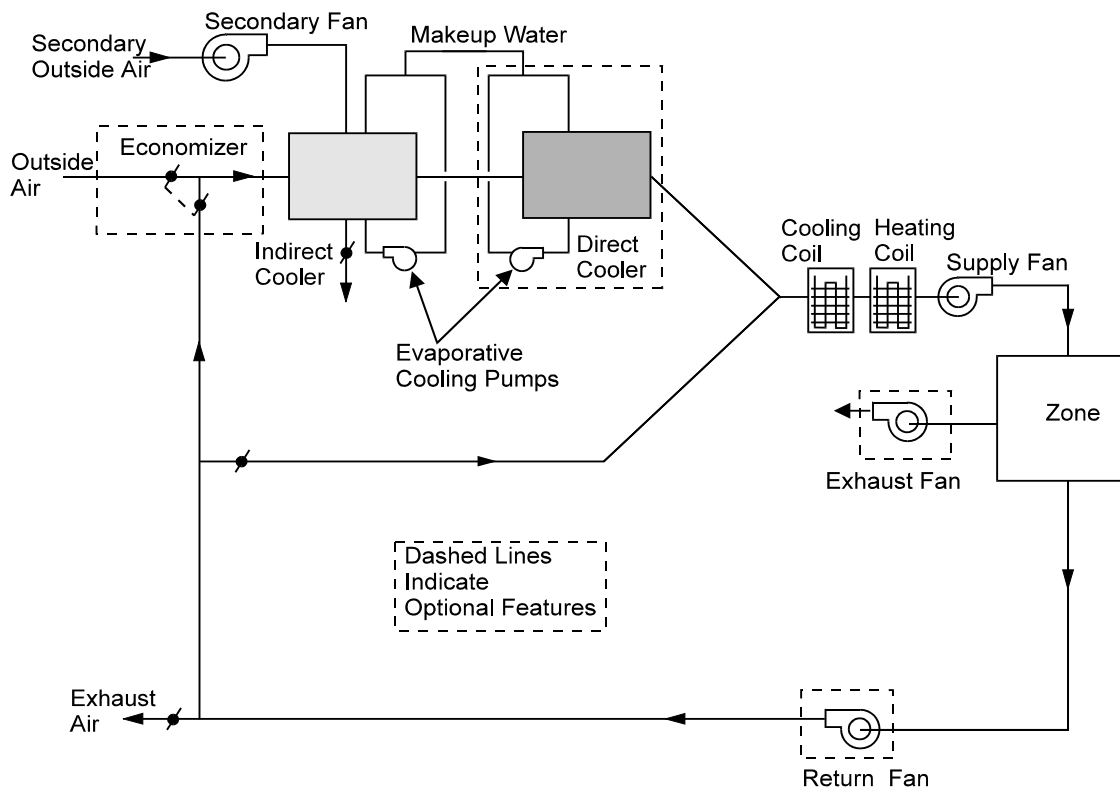 Secondary Fan
Makeup Water
Secondary
Outside Air
Economizer
Outside
Air
Indirect
Cooler
Direct
Cooler
Cooling
Coil
Heating
Coil
Supply Fan
Evaporative
Cooling Pumps
Zone
Exhaust Fan
Dashed Lines
Indicate
Optional Features
Exhaust
Air
Return Fan